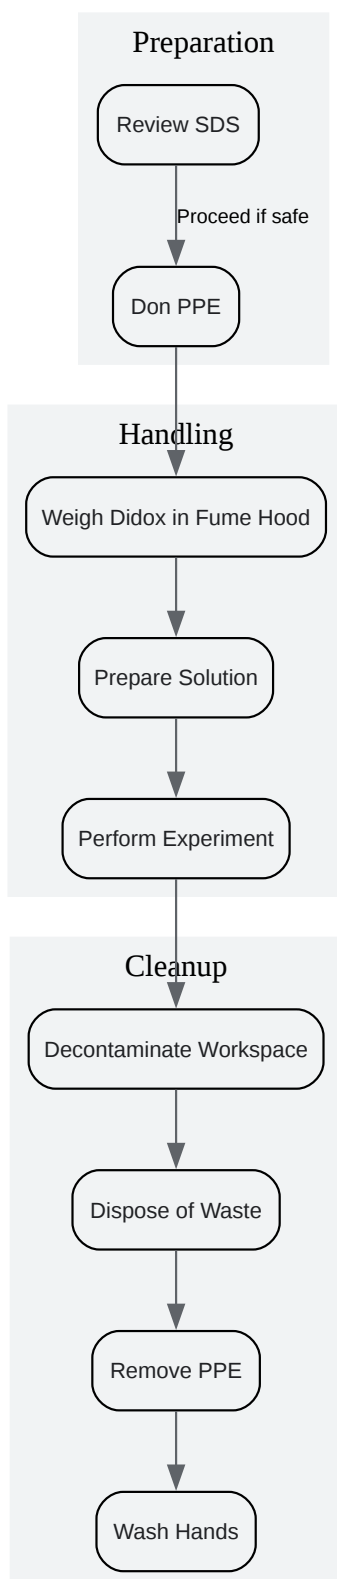 Preparation
Review SDS
Proceed if safe
Don PPE
Handling
Weigh Didox in Fume Hood
Prepare Solution
Perform Experiment
Cleanup
Decontaminate Workspace
Dispose of Waste
Remove PPE
Wash Hands